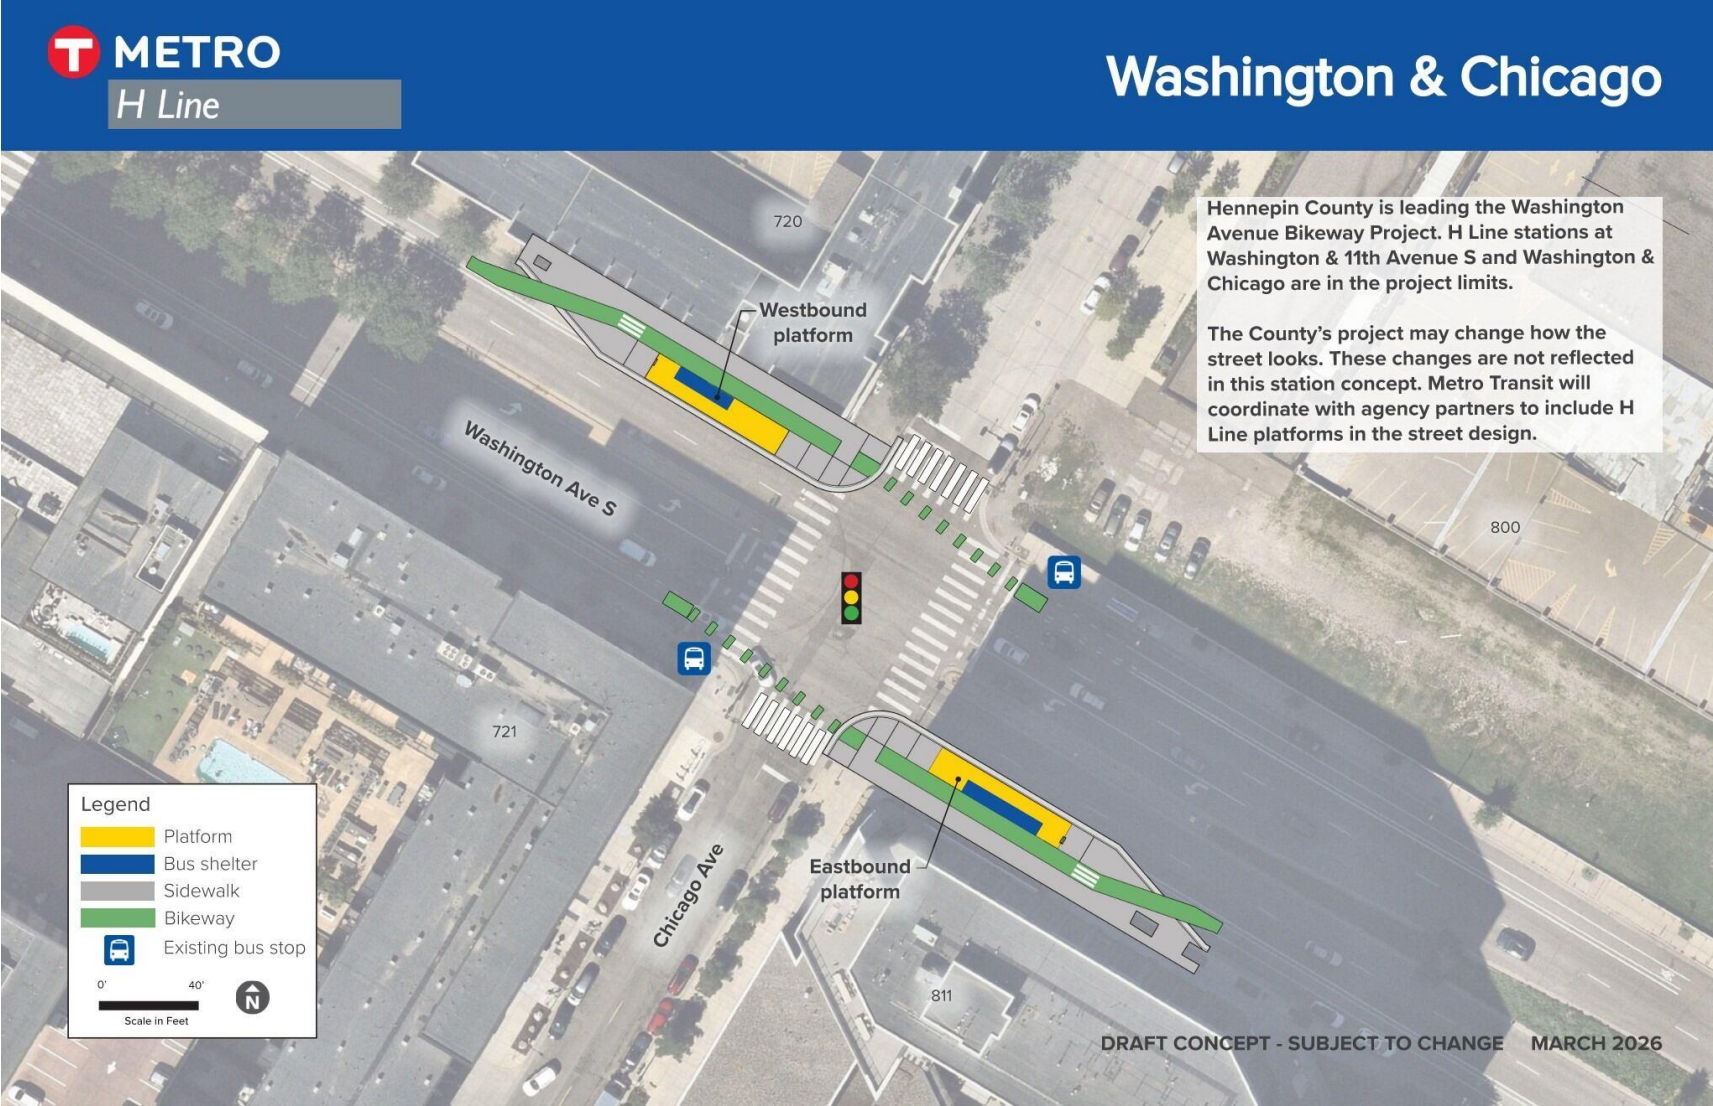 T METRO
H Line
Washington & Chicago
Hennepin County is leading the Washington
Avenue Bikeway Project. H Line stations at
Washington & 11th Avenue S and Washington &
Chicago are in the project limits.
The County's project may change how the
street looks. These changes are not reflected
in this station concept. Metro Transit will
coordinate with agency partners to include H
Line platforms in the street design.
720
Westbound
platform
Washington Ave S
800
721
Eastbound
platform
Chicago Ave
811
Legend
Platform
Bus shelter
Sidewalk
Bikeway
Existing bus stop
0' 40'
Scale in Feet
N
DRAFT CONCEPT - SUBJECT TO CHANGE MARCH 2026